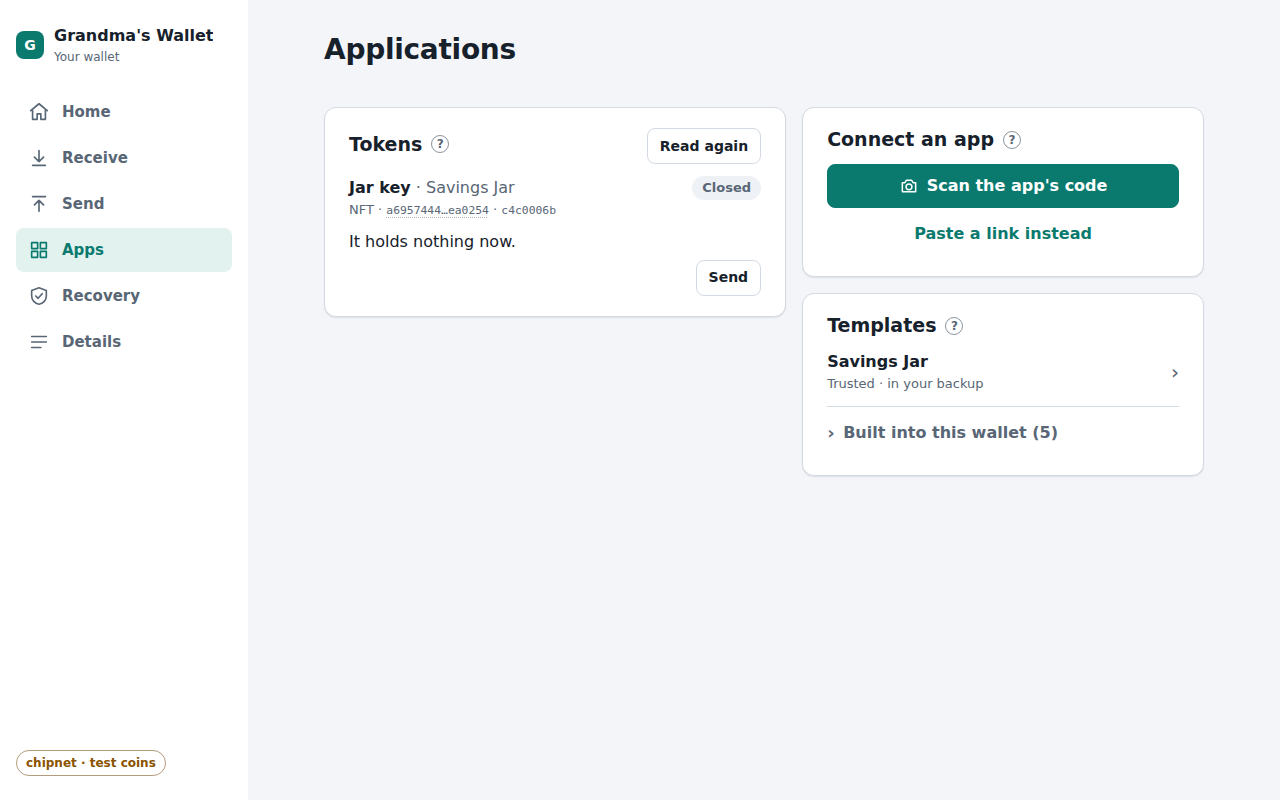 G
Grandma's Wallet
Your wallet
Home
Receive
Send
Apps
Recovery
Details
chipnet · test coins
Applications
Tokens ?
Read again
Jar key · Savings Jar
Closed
NFT · a6957444…ea0254 · c4c0006b
It holds nothing now.
Send
Connect an app ?
Scan the app's code
Paste a link instead
Templates ?
Savings Jar
Trusted · in your backup
›
› Built into this wallet (5)